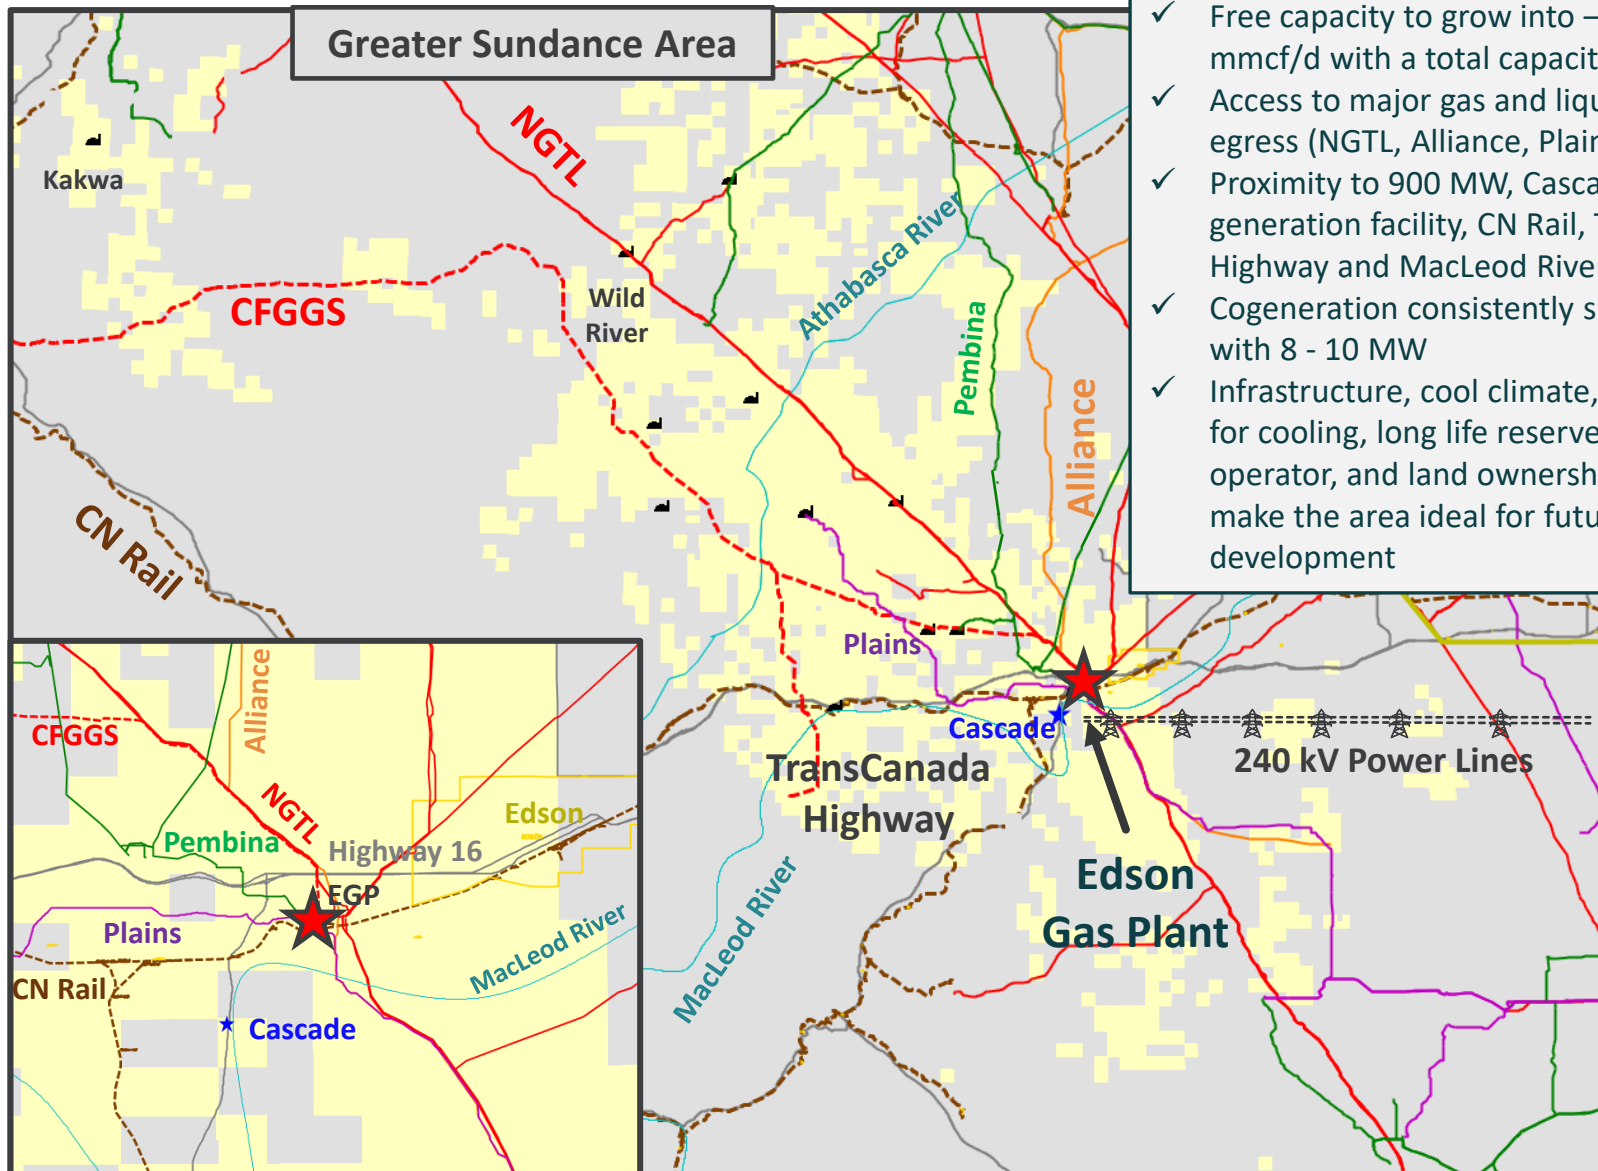 Greater Sundance Area
Free capacity to grow into –
mmcf/d with a total capacit
Access to major gas and liqu
egress (NGTL, Alliance, Plain
Proximity to 900 MW, Casca
generation facility, CN Rail, T
Highway and MacLeod Rive
Cogeneration consistently s
with 8 - 10 MW
Infrastructure, cool climate,
for cooling, long life reserve
operator, and land ownersh
make the area ideal for futu
development
NGTL
Kakwa
CFGGS
Wild
River
Athabasca River
Pembina
Alliance
CN Rail
Plains
Cascade
TransCanada
Highway
240 kV Power Lines
MacLeod River
Edson
Gas Plant
CFGGS
Alliance
NGTL
Pembina
Edson
Highway 16
EGP
Plains
MacLeod River
CN Rail
Cascade